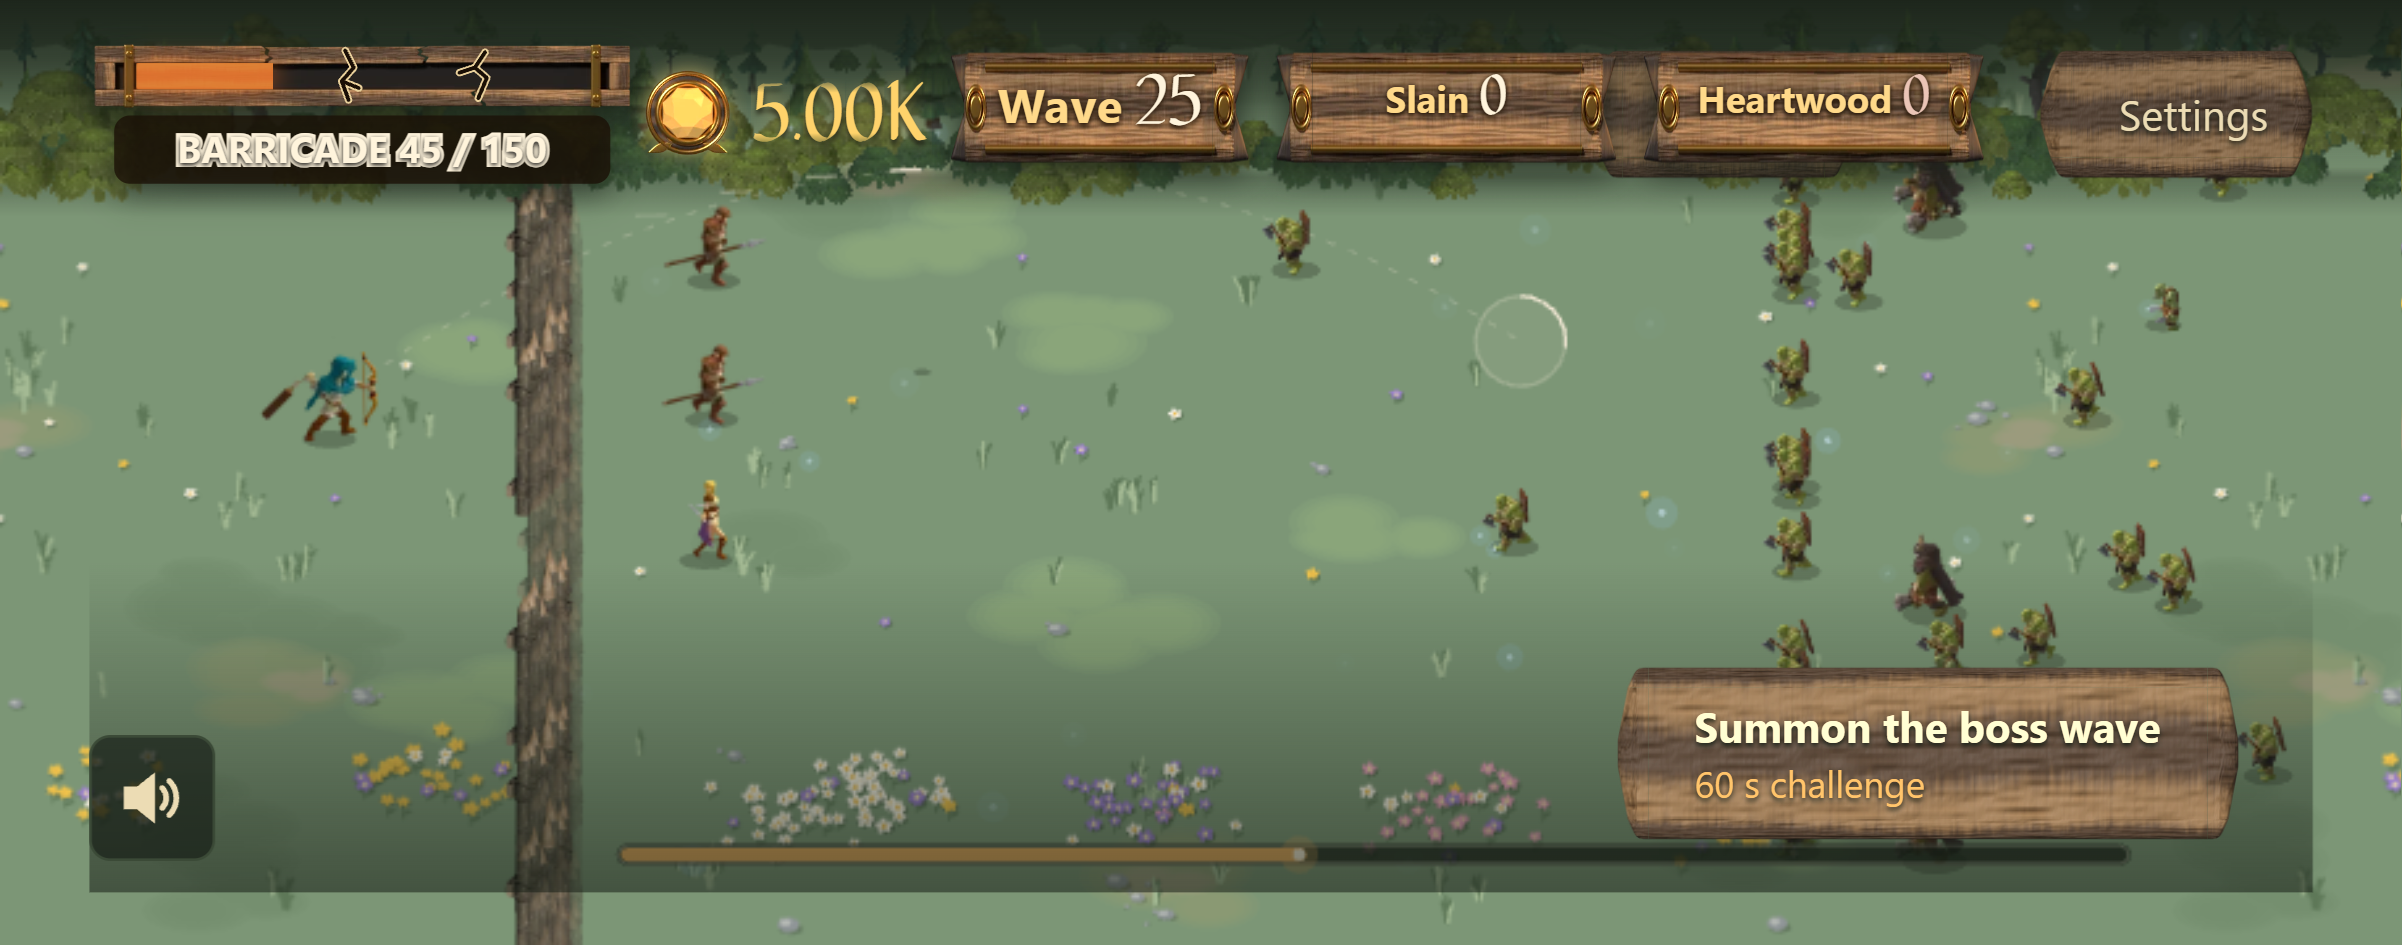 BARRICADE 45 / 150
5.00K
Wave 25
Slain 0
Heartwood 0
Settings
Summon the boss wave
60 s challenge